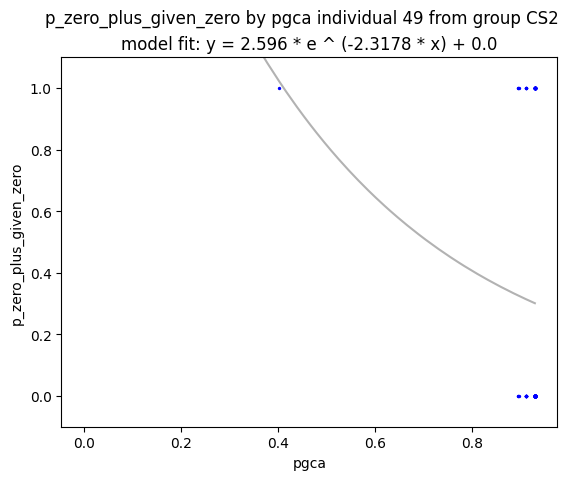 p_zero_plus_given_zero by pgca individual 49 from group CS2
model fit: y = 2.596 * e ^ (-2.3178 * x) + 0.0
1.0
0.8
0.6
0.4
0.2
0.0
p_zero_plus_given_zero
0.0 0.2 0.4 0.6 0.8
pgca